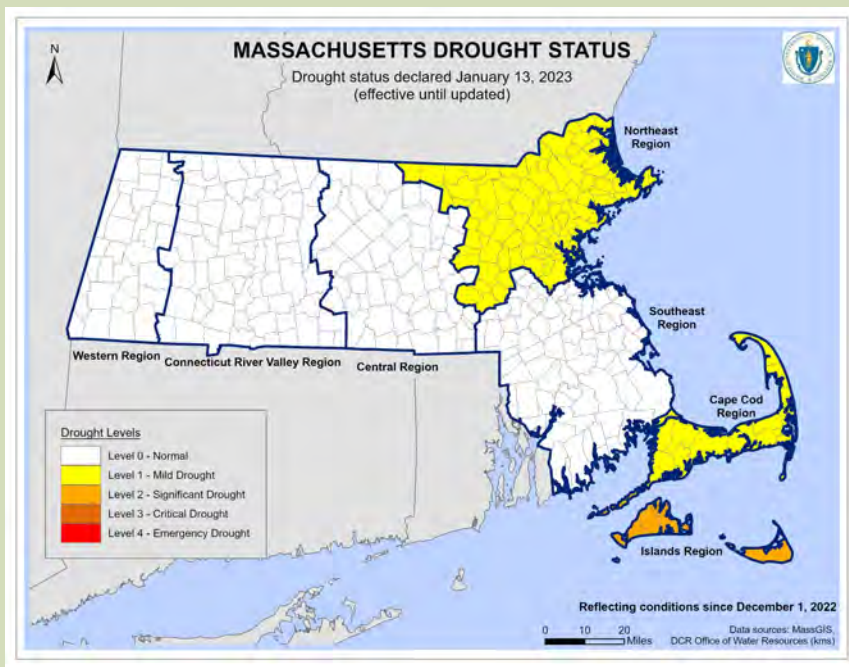 MASSACHUSETTS DROUGHT STATUS
Drought status declared January 13, 2023
(effective until updated)
N
Northeast
Region
Southeast
Region
Cape Cod
Region
Islands Region
Western Region
Connecticut River Valley Region
Central Region
Drought Levels
Level 0 - Normal
Level 1 - Mild Drought
Level 2 - Significant Drought
Level 3 - Critical Drought
Level 4 - Emergency Drought
Reflecting conditions since December 1, 2022
0 10 20
Miles
Data sources: MassGIS,
DCR Office of Water Resources (kms)